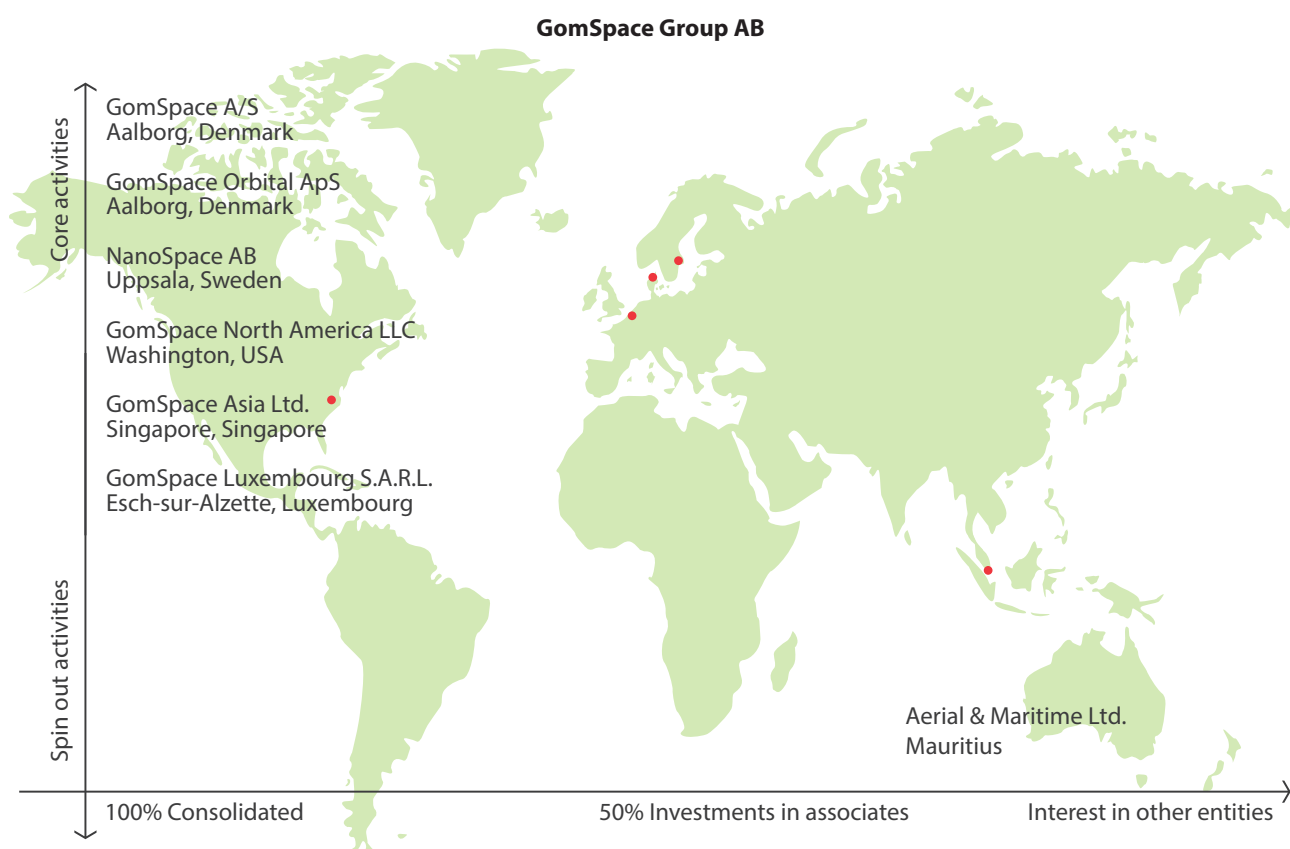 GomSpace Group AB
Core activities
GomSpace A/S
Aalborg, Denmark
GomSpace Orbital ApS
Aalborg, Denmark
NanoSpace AB
Uppsala, Sweden
GomSpace North America LLC
Washington, USA
GomSpace Asia Ltd.
Singapore, Singapore
GomSpace Luxembourg S.A.R.L.
Esch-sur-Alzette, Luxembourg
Spin out activities
Aerial & Maritime Ltd.
Mauritius
100% Consolidated
50% Investments in associates
Interest in other entities